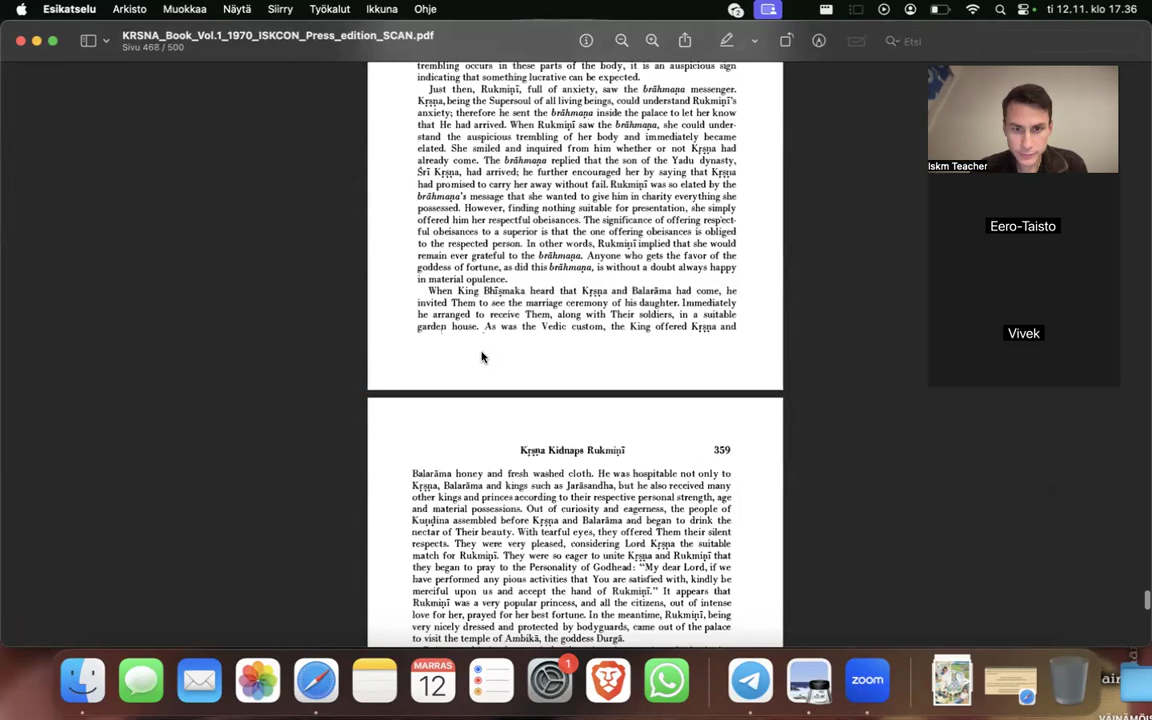 Esikatselu Arkisto Muokkaa Näytä Siirry Työkalut Ikkuna Ohje ti 12.11. klo 17.36
KRSNA_Book_Vol.1_1970_ISKCON_Press_edition_SCAN.pdf
Sivu 468 / 500
Etsi
trembling occurs in these parts of the body, it is an auspicious sign
indicating that something lucrative can be expected.
Just then, Rukmiṇī, full of anxiety, saw the brāhmaṇa messenger.
Kṛṣṇa, being the Supersoul of all living beings, could understand Rukmiṇī's
anxiety; therefore he sent the brāhmaṇa inside the palace to let her know
that He had arrived. When Rukmiṇī saw the brāhmaṇa, she could under-
stand the auspicious trembling of her body and immediately became
elated. She smiled and inquired from him whether or not Kṛṣṇa had
already come. The brāhmaṇa replied that the son of the Yadu dynasty,
Śrī Kṛṣṇa, had arrived; he further encouraged her by saying that Kṛṣṇa
had promised to carry her away without fail. Rukmiṇī was so elated by the
brāhmaṇa's message that she wanted to give him in charity everything she
possessed. However, finding nothing suitable for presentation, she simply
offered him her respectful obeisances. The significance of offering respect-
ful obeisances to a superior is that the one offering obeisances is obliged
to the respected person. In other words, Rukmiṇī implied that she would
remain ever grateful to the brāhmaṇa. Anyone who gets the favor of the
goddess of fortune, as did this brāhmaṇa, is without a doubt always happy
in material opulence.
When King Bhīṣmaka heard that Kṛṣṇa and Balarāma had come, he
invited Them to see the marriage ceremony of his daughter. Immediately
he arranged to receive Them, along with Their soldiers, in a suitable
garden house. As was the Vedic custom, the King offered Kṛṣṇa and
Kṛṣṇa Kidnaps Rukmiṇī 359
Balarāma honey and fresh washed cloth. He was hospitable not only to
Kṛṣṇa, Balarāma and kings such as Jarāsandha, but he also received many
other kings and princes according to their respective personal strength, age
and material possessions. Out of curiosity and eagerness, the people of
Kuṇḍina assembled before Kṛṣṇa and Balarāma and began to drink the
nectar of Their beauty. With tearful eyes, they offered Them their silent
respects. They were very pleased, considering Lord Kṛṣṇa the suitable
match for Rukmiṇī. They were so eager to unite Kṛṣṇa and Rukmiṇī that
they began to pray to the Personality of Godhead: "My dear Lord, if we
have performed any pious activities that You are satisfied with, kindly be
merciful upon us and accept the hand of Rukmiṇī." It appears that
Rukmiṇī was a very popular princess, and all the citizens, out of intense
love for her, prayed for her best fortune. In the meantime, Rukmiṇī, being
very nicely dressed and protected by bodyguards, came out of the palace
to visit the temple of Ambikā, the goddess Durgā.
Iskm Teacher
Eero-Taisto
Vivek
MARRAS
12
1
zoom